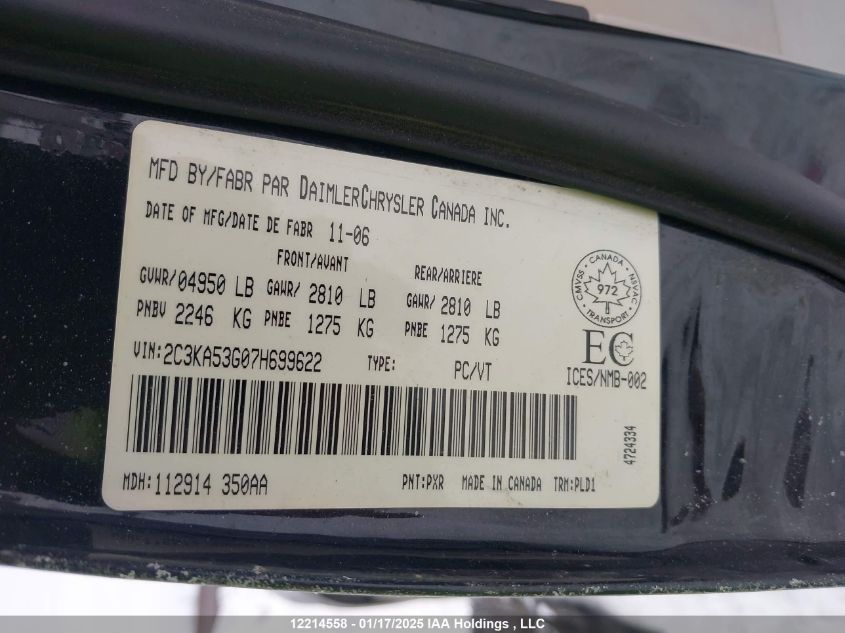 MFD BY/FABR PAR DAIMLERCHRYSLER CANADA INC.
DATE OF MFG/DATE DE FABR 11-06
FRONT/AVANT REAR/ARRIERE
GVWR/04950 LB GAWR/ 2810 LB GAWR/ 2810 LB
PNBV 2246 KG PNBE 1275 KG PNBE 1275 KG
VIN:2C3KA53G07H699622 TYPE: PC/VT
CANADA
CMVSS 972 NSVAC
TRANSPORT
EC
ICES/NMB-002
4724334
MDH:112914 350AA PNT:PXR MADE IN CANADA TRM:PLD1
12214558 - 01/17/2025 IAA Holdings , LLC